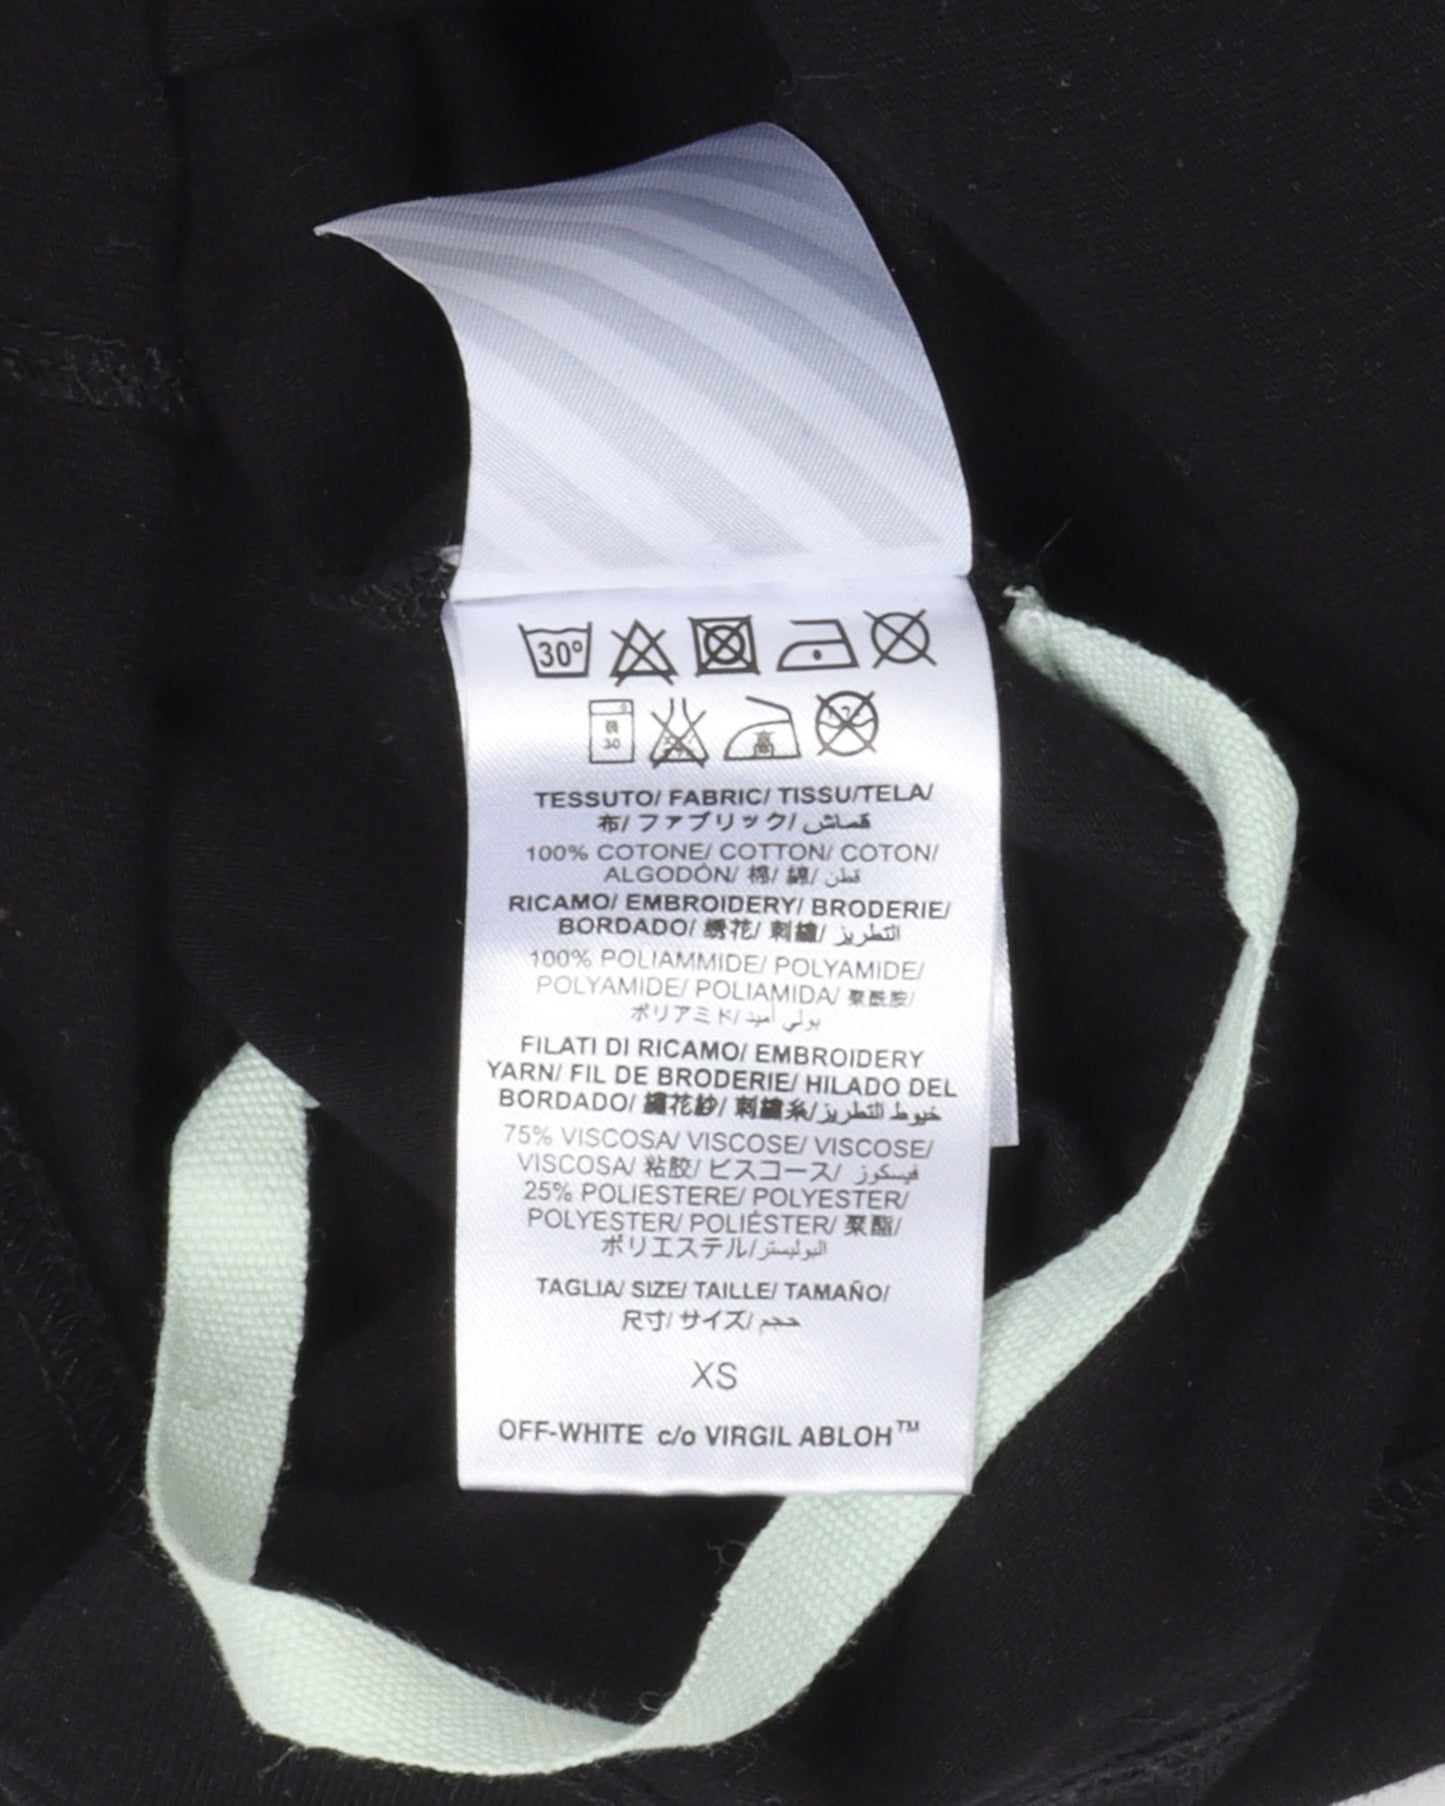 30°
弱
30
高
TESSUTO/ FABRIC/ TISSU/TELA/
布/ ファブリック/ قماش
100% COTONE/ COTTON/ COTON/
ALGODÓN/ 棉/ 綿/ قطن
RICAMO/ EMBROIDERY/ BRODERIE/
BORDADO/ 绣花/ 刺繍/ التطريز
100% POLIAMMIDE/ POLYAMIDE/
POLYAMIDE/ POLIAMIDA/ 聚酰胺/
ポリアミド/ بولي أميد
FILATI DI RICAMO/ EMBROIDERY
YARN/ FIL DE BRODERIE/ HILADO DEL
BORDADO/ 繡花紗/ 刺繍糸/ خيوط التطريز
75% VISCOSA/ VISCOSE/ VISCOSE/
VISCOSA/ 粘胶/ ビスコース/ فيسكوز
25% POLIESTERE/ POLYESTER/
POLYESTER/ POLIÉSTER/ 聚酯/
ポリエステル/ البوليستر
TAGLIA/ SIZE/ TAILLE/ TAMAÑO/
尺寸/ サイズ/ حجم
XS
OFF-WHITE c/o VIRGIL ABLOH™